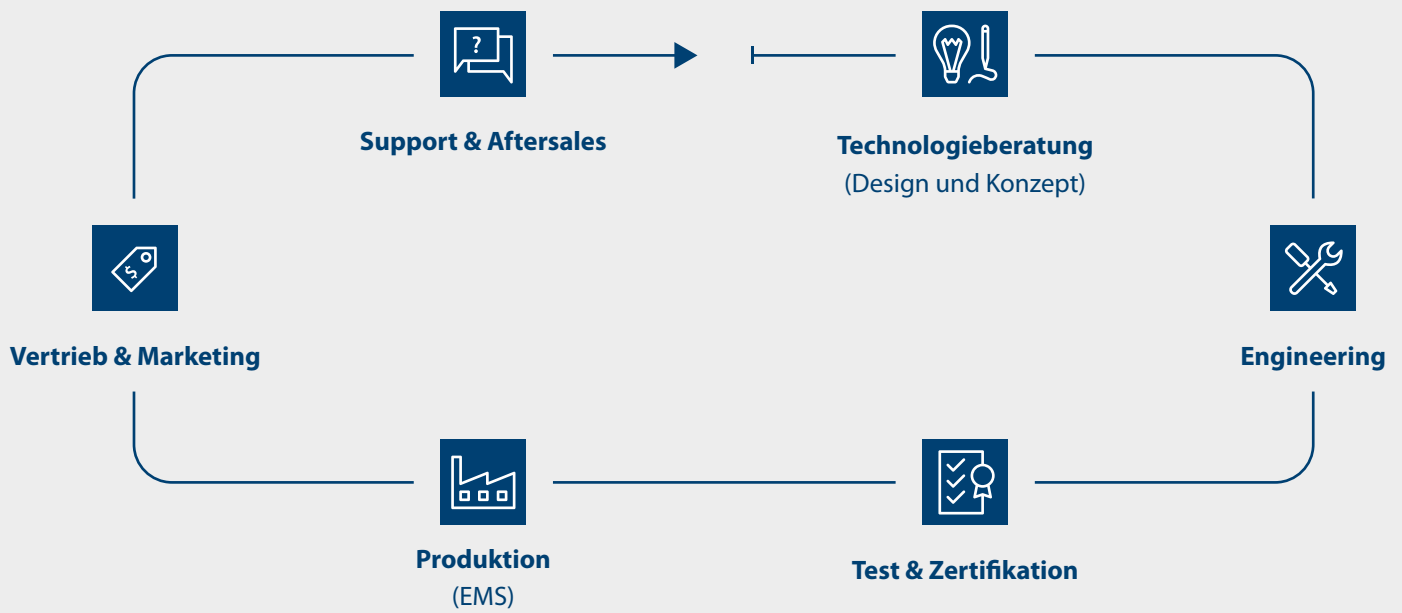 ?
Support & Aftersales
Technologieberatung
(Design und Konzept)
$
Vertrieb & Marketing
Engineering
Produktion
(EMS)
Test & Zertifikation